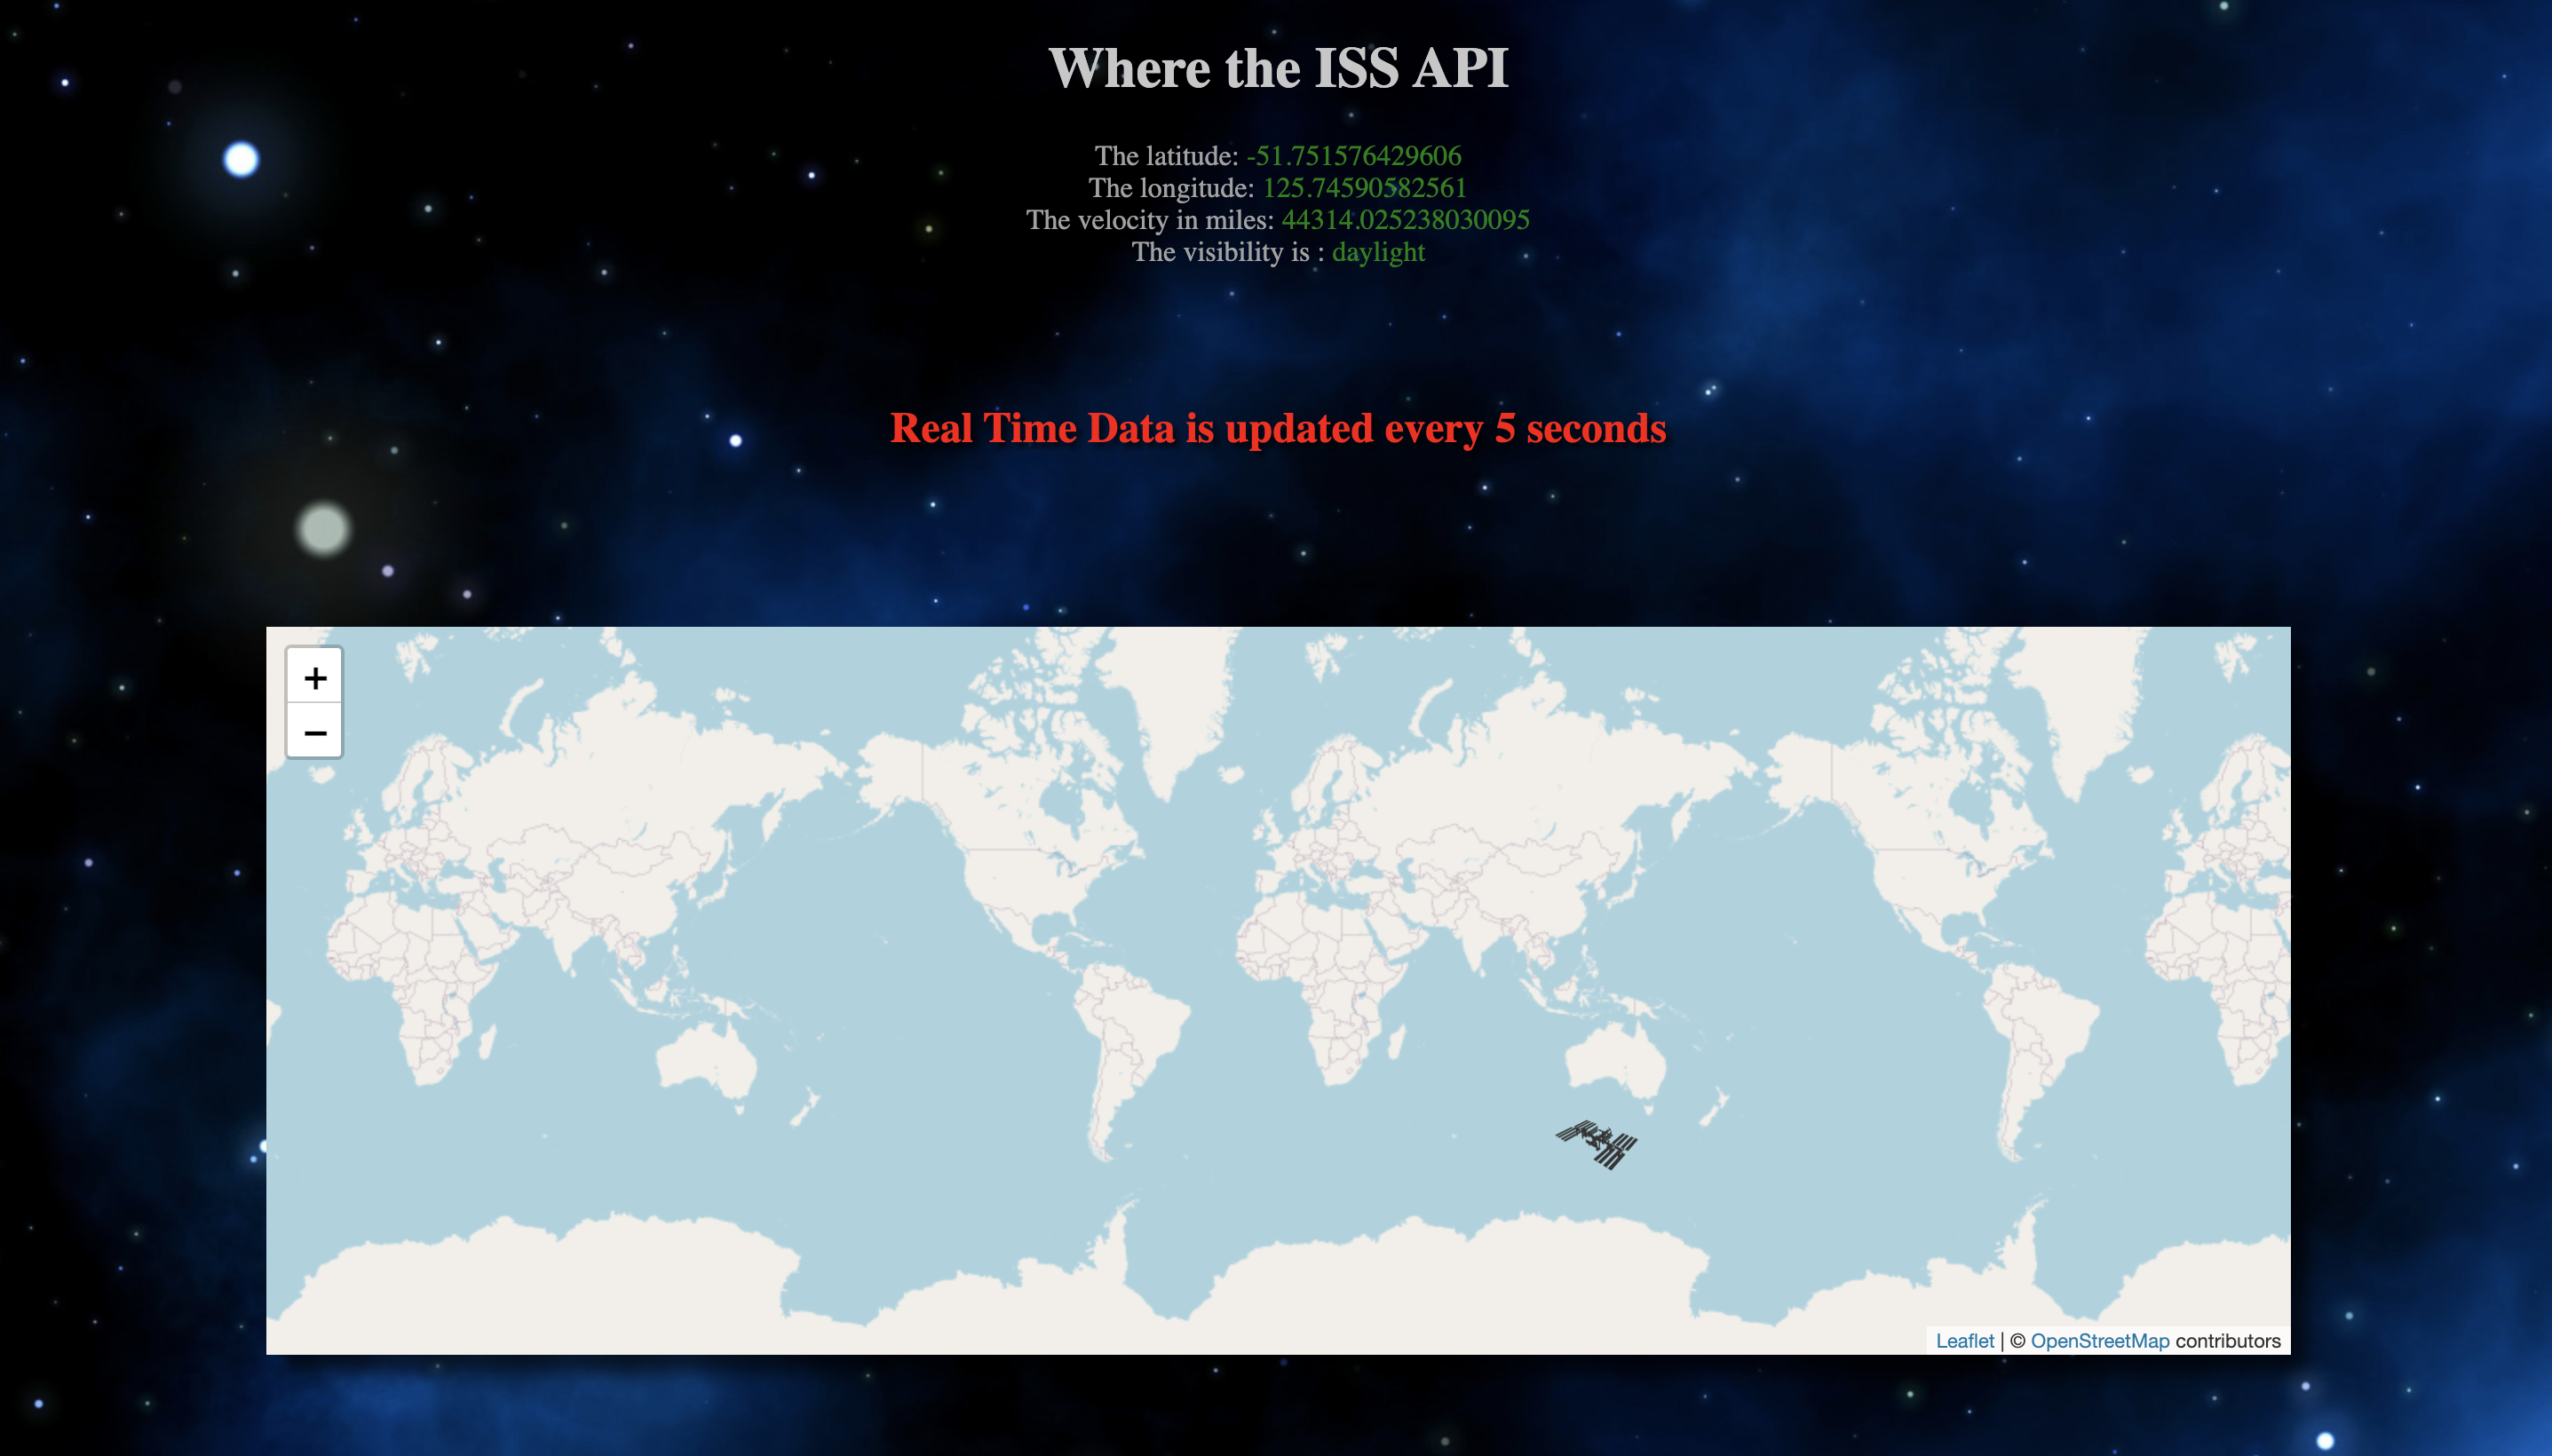 Where the ISS API
The latitude: -51.751576429606
The longitude: 125.74590582561
The velocity in miles: 44314.025238030095
The visibility is : daylight
Real Time Data is updated every 5 seconds
+
−
Leaflet | © OpenStreetMap contributors